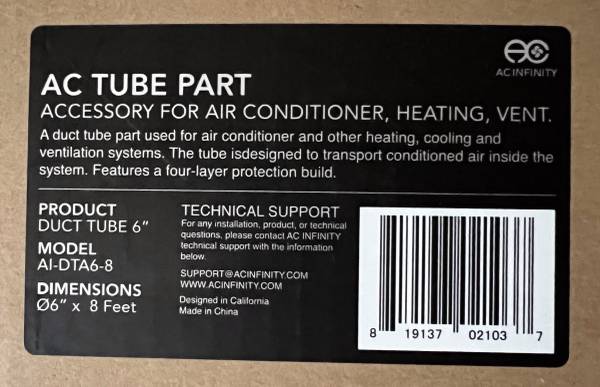 AC INFINITY
AC TUBE PART
ACCESSORY FOR AIR CONDITIONER, HEATING, VENT.
A duct tube part used for air conditioner and other heating, cooling and
ventilation systems. The tube isdesigned to transport conditioned air inside the
system. Features a four-layer protection build.
PRODUCT
DUCT TUBE 6”
MODEL
AI-DTA6-8
DIMENSIONS
Ø6” x 8 Feet
TECHNICAL SUPPORT
For any installation, product, or technical
questions, please contact AC INFINITY
technical support with the information
below.
SUPPORT@ACINFINITY.COM
WWW.ACINFINITY.COM
Designed in California
Made in China
8 19137 02103 7